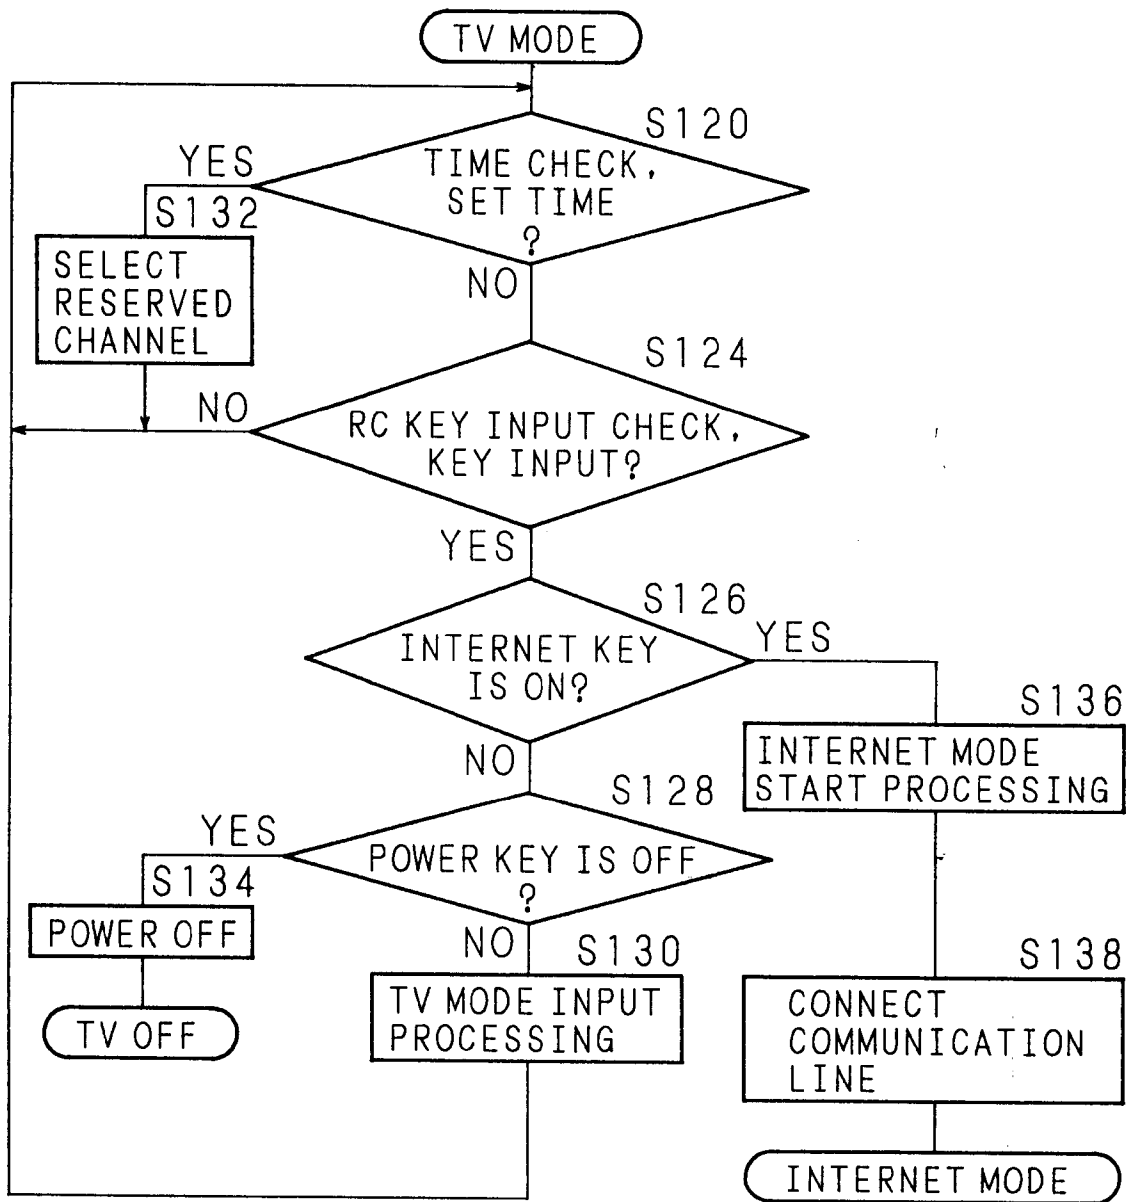 TV MODE
S120
YES
TIME CHECK,
SET TIME
?
S132
NO
SELECT
RESERVED
CHANNEL
S124
NO
RC KEY INPUT CHECK,
KEY INPUT?
YES
S126
YES
INTERNET KEY
IS ON?
S136
NO
INTERNET MODE
START PROCESSING
S128
YES
POWER KEY IS OFF
?
S134
POWER OFF
NO
S130
S138
TV MODE INPUT
PROCESSING
CONNECT
COMMUNICATION
LINE
TV OFF
INTERNET MODE